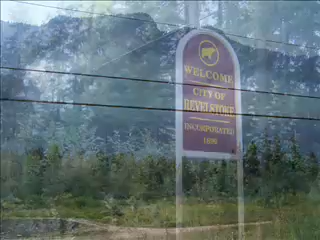 WELCOME
CITY OF
REVELSTOKE
INCORPORATED
1899